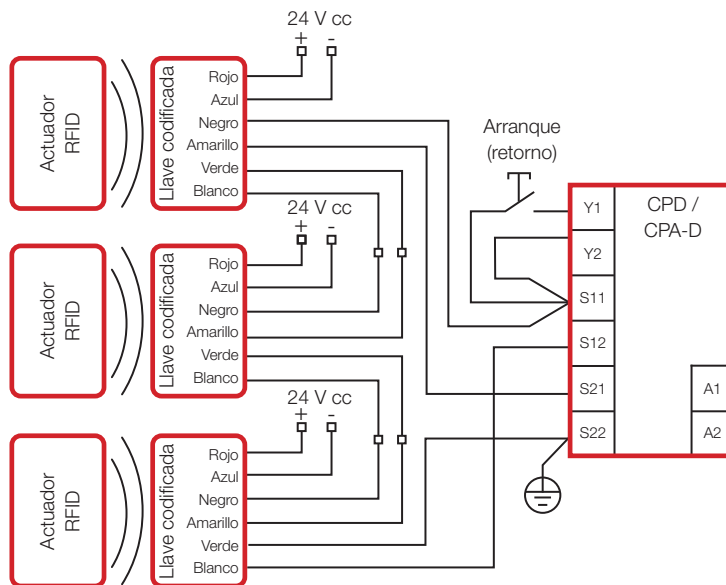 24 V cc
+ -
Actuador
RFID
Llave codificada
Rojo
Azul
Negro
Amarillo
Verde
Blanco
24 V cc
+ -
Actuador
RFID
Llave codificada
Rojo
Azul
Negro
Amarillo
Verde
Blanco
24 V cc
+ -
Actuador
RFID
Llave codificada
Rojo
Azul
Negro
Amarillo
Verde
Blanco
Arranque
(retorno)
CPD /
CPA-D
Y1
Y2
S11
S12
S21
S22
A1
A2